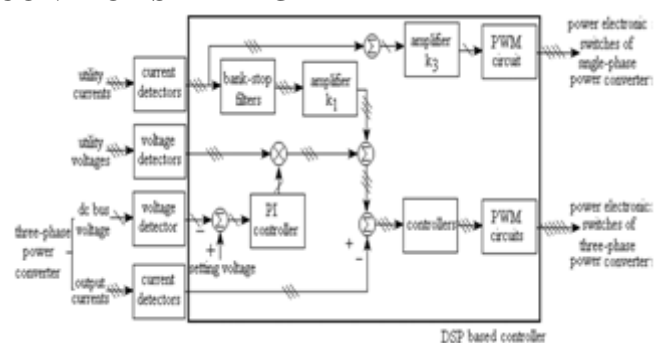 utility
currents
current
detectors
bank-stop
filters
amplifier
k1
Σ
amplifier
k3
PWM
circuit
power electronic
switches of
single-phase
power converter
utility
voltages
voltage
detectors
Σ
three-phase
power
converter
dc bus
voltage
voltage
detector
−
Σ
+
setting voltage
PI
controller
+
−
Σ
controllers
PWM
circuits
power electronic
switches of
three-phase
power converter
output
currents
current
detectors
DSP based controller